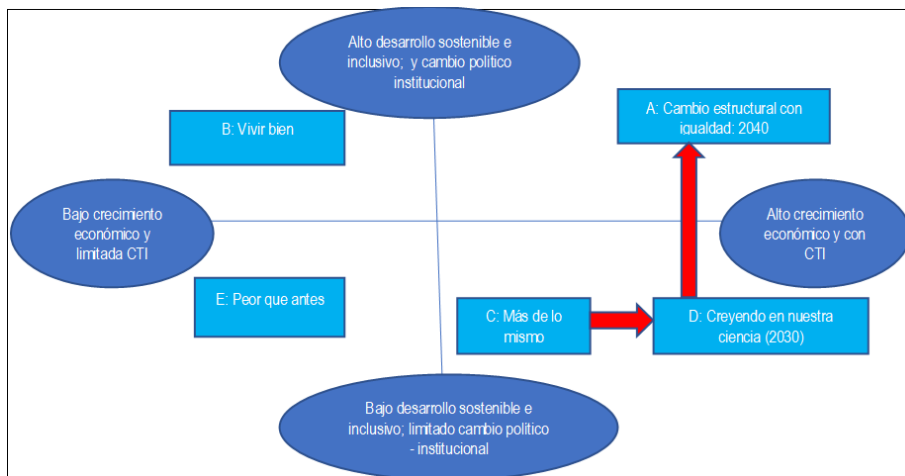 Alto desarrollo sostenible e
inclusivo; y cambio político
institucional
A: Cambio estructural con
igualdad: 2040
B: Vivir bien
Bajo crecimiento
económico y
limitada CTI
Alto crecimiento
económico y con
CTI
E: Peor que antes
C: Más de lo
mismo
D: Creyendo en nuestra
ciencia (2030)
Bajo desarrollo sostenible e
inclusivo; limitado cambio político
- institucional